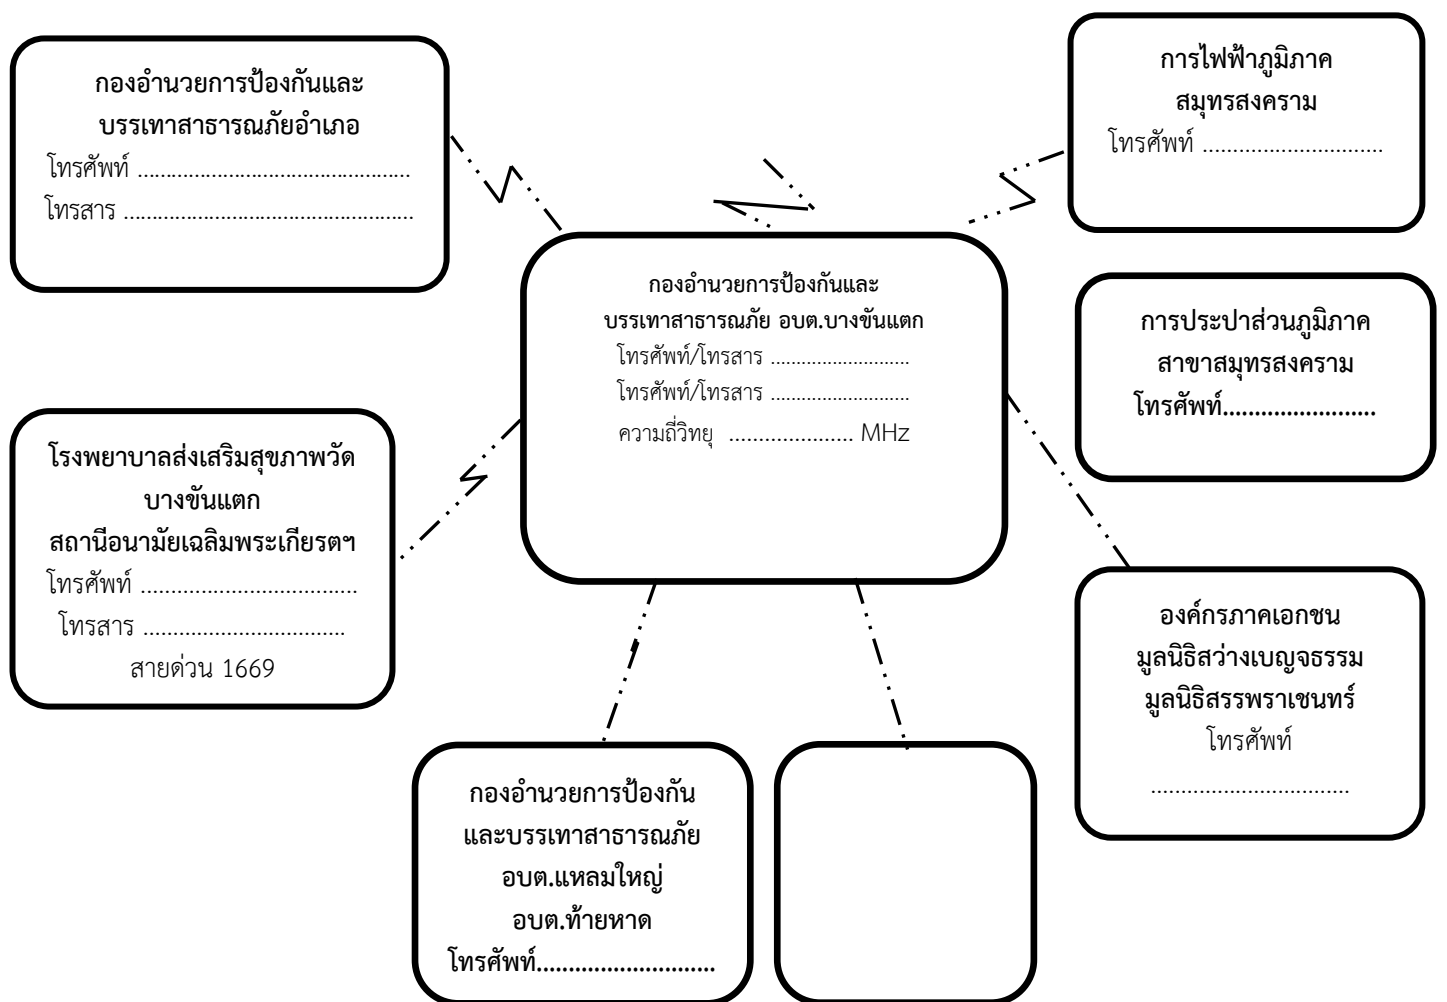 กองอำนวยการป้องกันและ
บรรเทาสาธารณภัยอำเภอ
โทรศัพท์ .............................................
โทรสาร ................................................
การไฟฟ้าภูมิภาค
สมุทรสงคราม
โทรศัพท์ ..............................
กองอำนวยการป้องกันและ
บรรเทาสาธารณภัย อบต.บางขันแตก
โทรศัพท์/โทรสาร ............................
โทรศัพท์/โทรสาร ............................
ความถี่วิทยุ ..................... MHz
การประปาส่วนภูมิภาค
สาขาสมุทรสงคราม
โทรศัพท์........................
โรงพยาบาลส่งเสริมสุขภาพวัด
บางขันแตก
สถานีอนามัยเฉลิมพระเกียรตฯ
โทรศัพท์ ....................................
โทรสาร .................................
สายด่วน 1669
องค์กรภาคเอกชน
มูลนิธิสว่างเบญจธรรม
มูลนิธิสรรพราเชนทร์
โทรศัพท์
.................................
กองอำนวยการป้องกัน
และบรรเทาสาธารณภัย
อบต.แหลมใหญ่
อบต.ท้ายหาด
โทรศัพท์............................